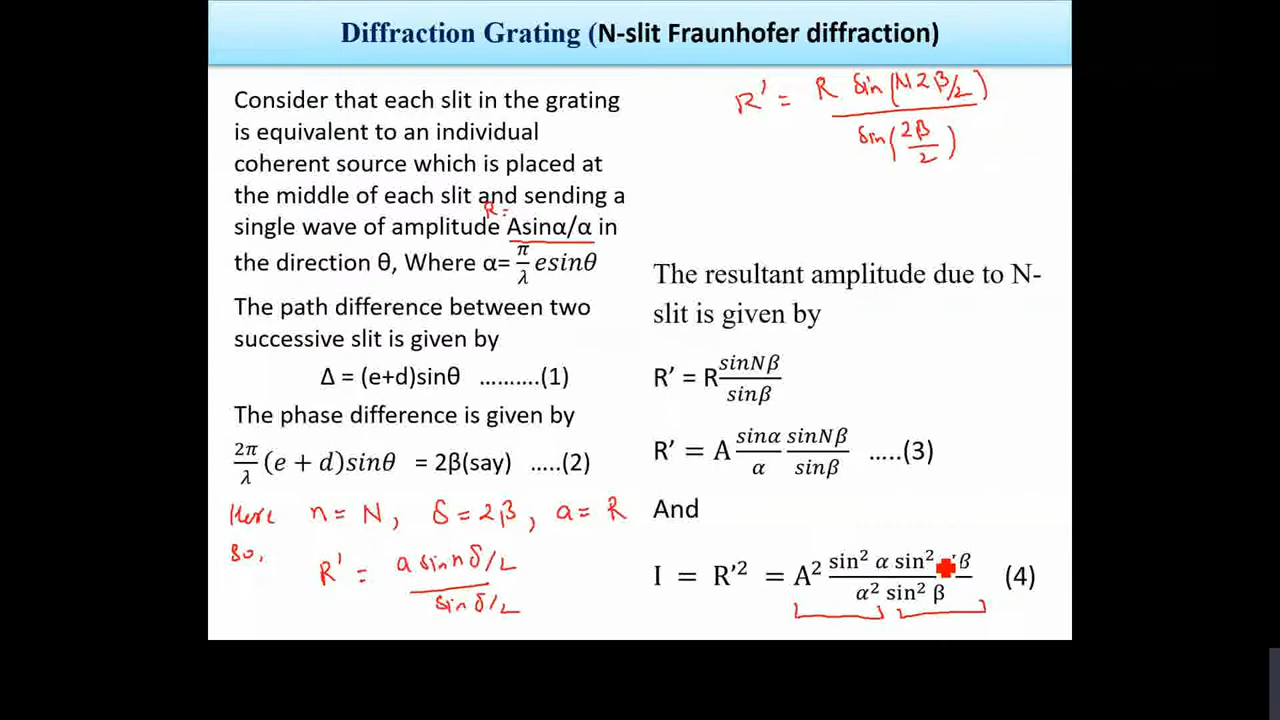 Diffraction Grating (N-slit Fraunhofer diffraction)
Consider that each slit in the grating
is equivalent to an individual
coherent source which is placed at
the middle of each slit and sending a
R =
single wave of amplitude Asinα/α in
the direction θ, Where α= π/λ esinθ
The path difference between two
successive slit is given by
Δ = (e+d)sinθ ..........(1)
The phase difference is given by
2π/λ (e + d)sinθ = 2β(say) .....(2)
Here n = N, δ = 2β, a = R
So,
R' = a sin nδ/2 / sin δ/2
R' = R sin(N2β/2) / sin(2β/2)
The resultant amplitude due to N-
slit is given by
R’ = R sinNβ/sinβ
R’ = A sinα/α sinNβ/sinβ .....(3)
And
I = R’² = A² sin² α sin² β / α² sin² β (4)